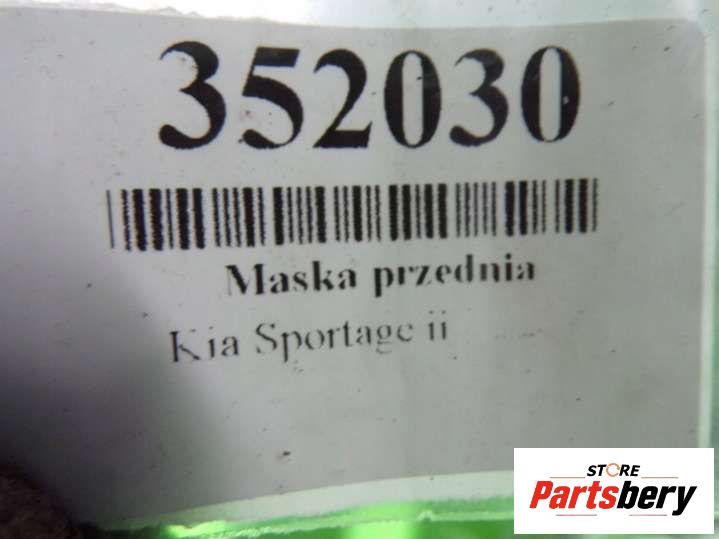 352030
Maska przednia
Kia Sportage ii
STORE
Partsbery